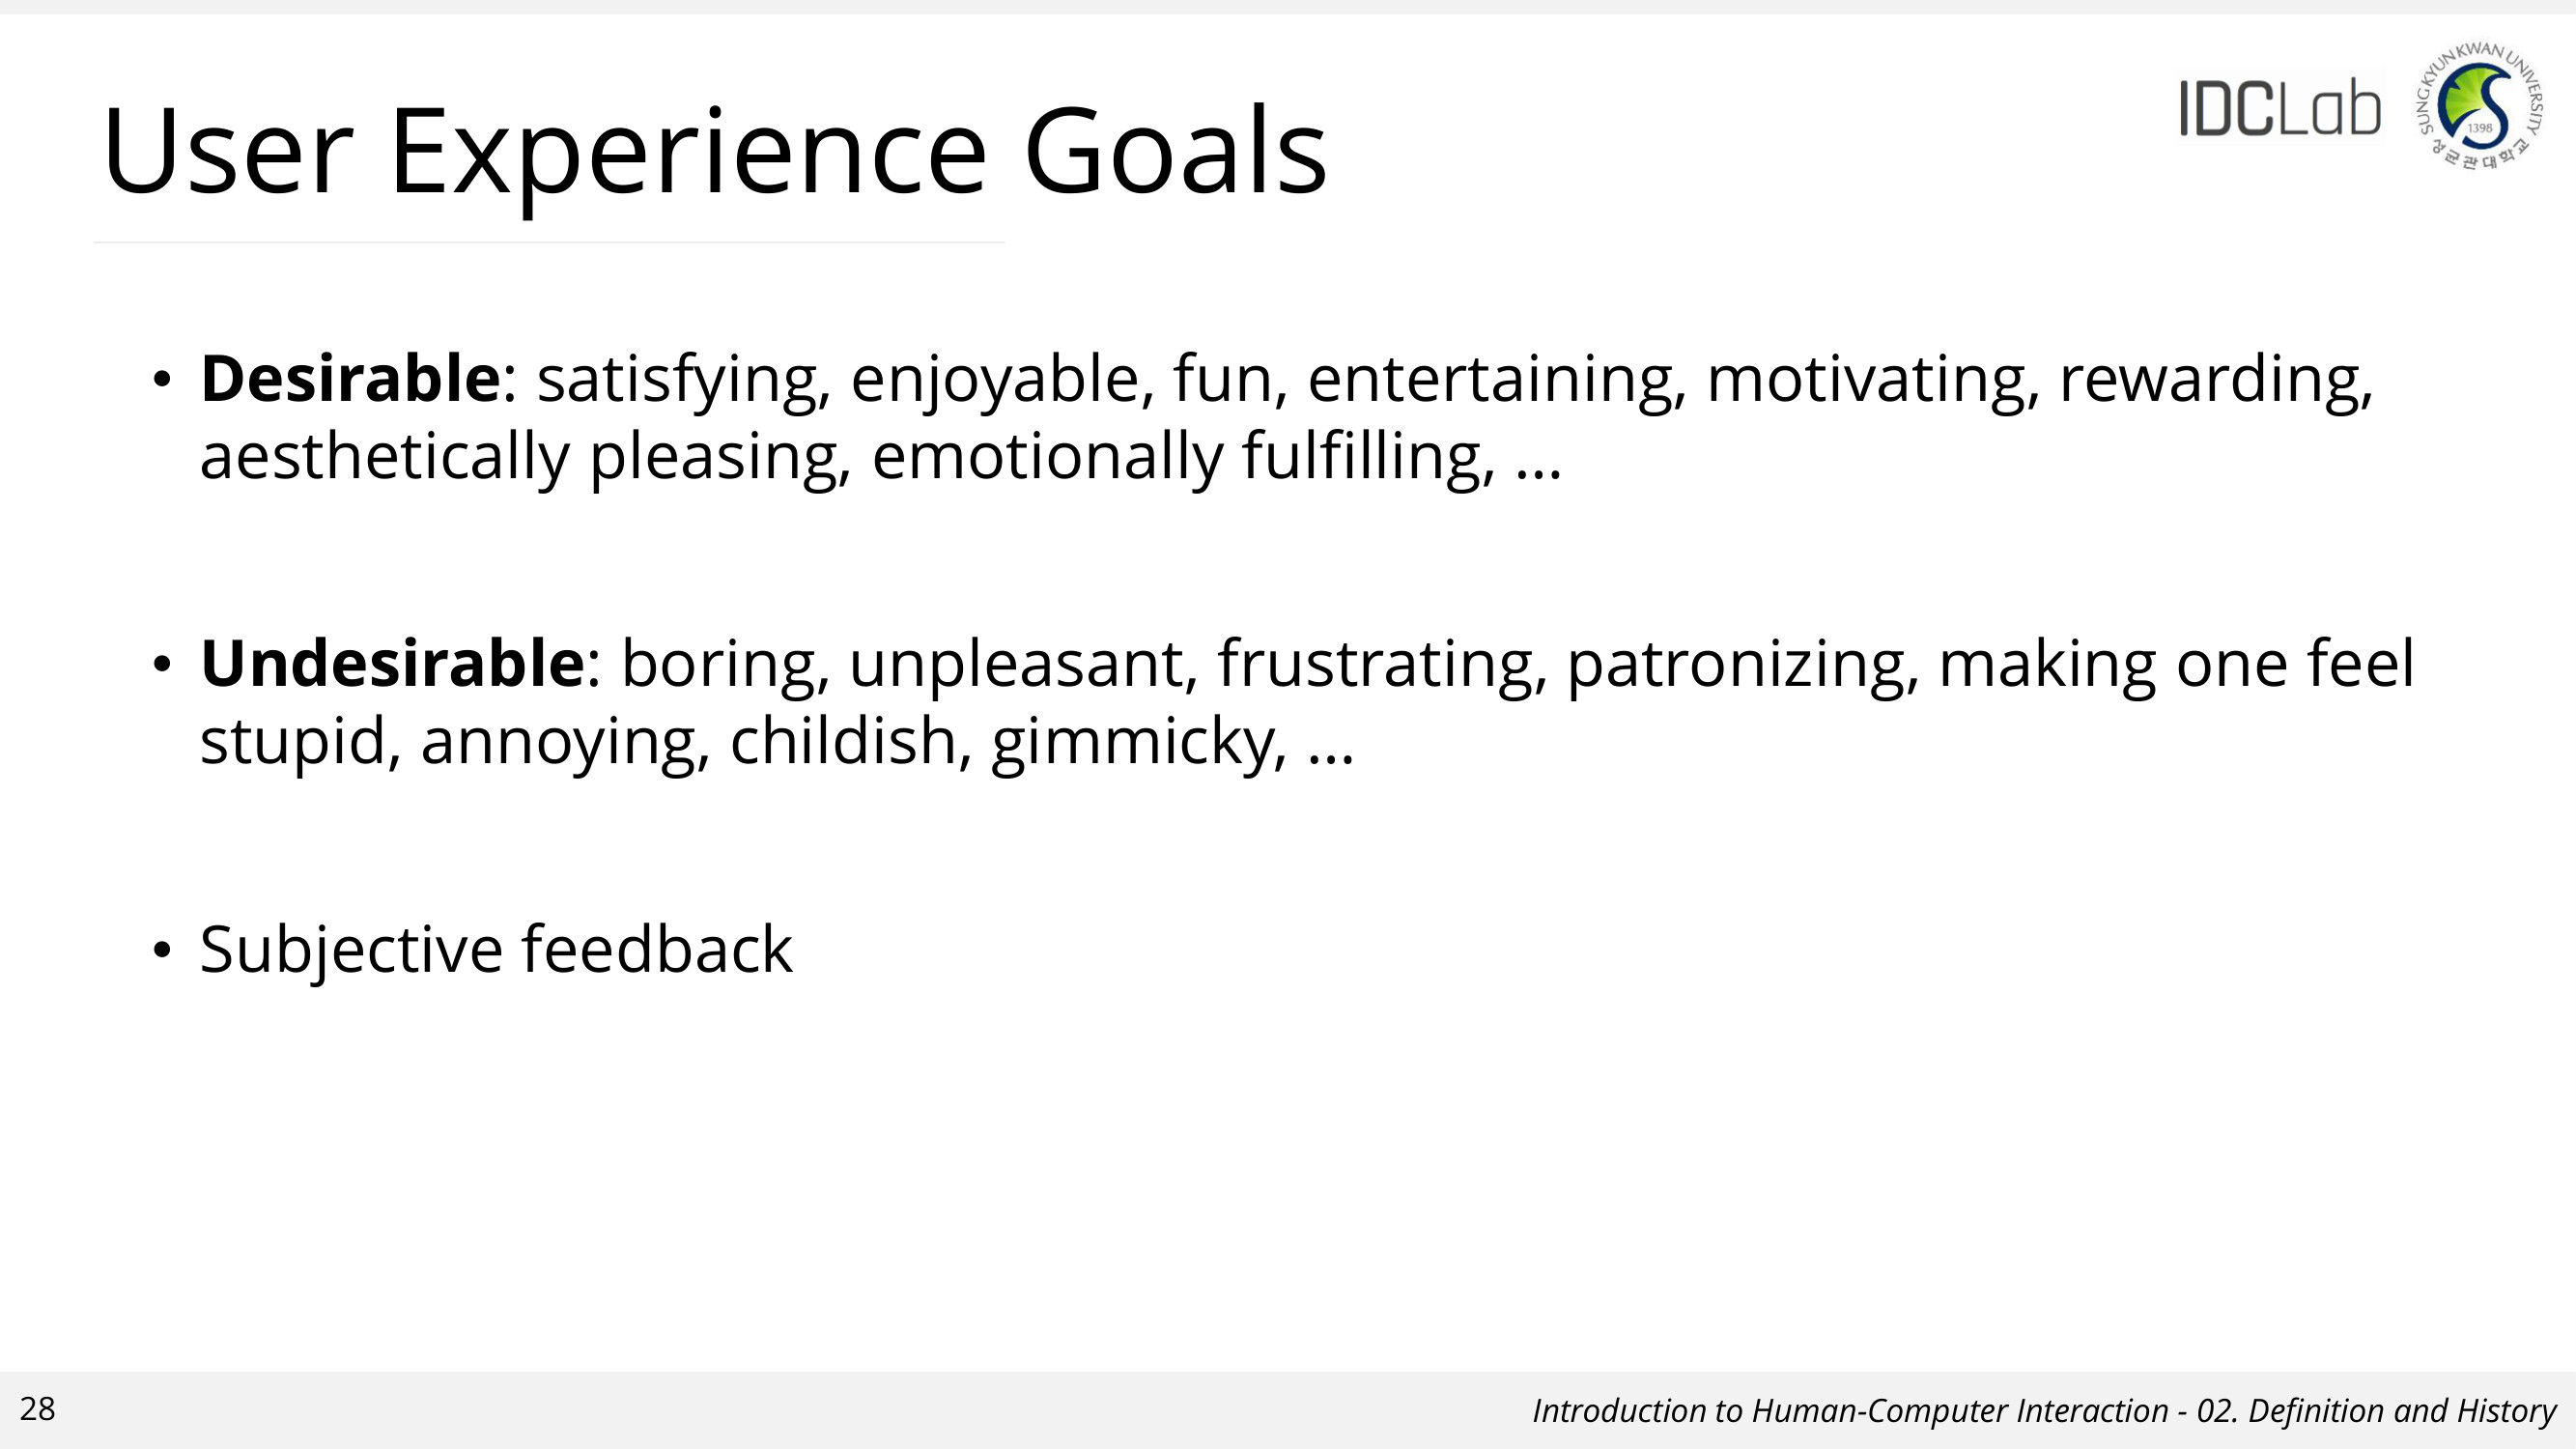 User Experience Goals
IDCLab
SUNGKYUNKWAN UNIVERSITY
1398
성균관대학교
• Desirable: satisfying, enjoyable, fun, entertaining, motivating, rewarding,
aesthetically pleasing, emotionally fulfilling, ...
• Undesirable: boring, unpleasant, frustrating, patronizing, making one feel
stupid, annoying, childish, gimmicky, ...
• Subjective feedback
28
Introduction to Human-Computer Interaction - 02. Definition and History